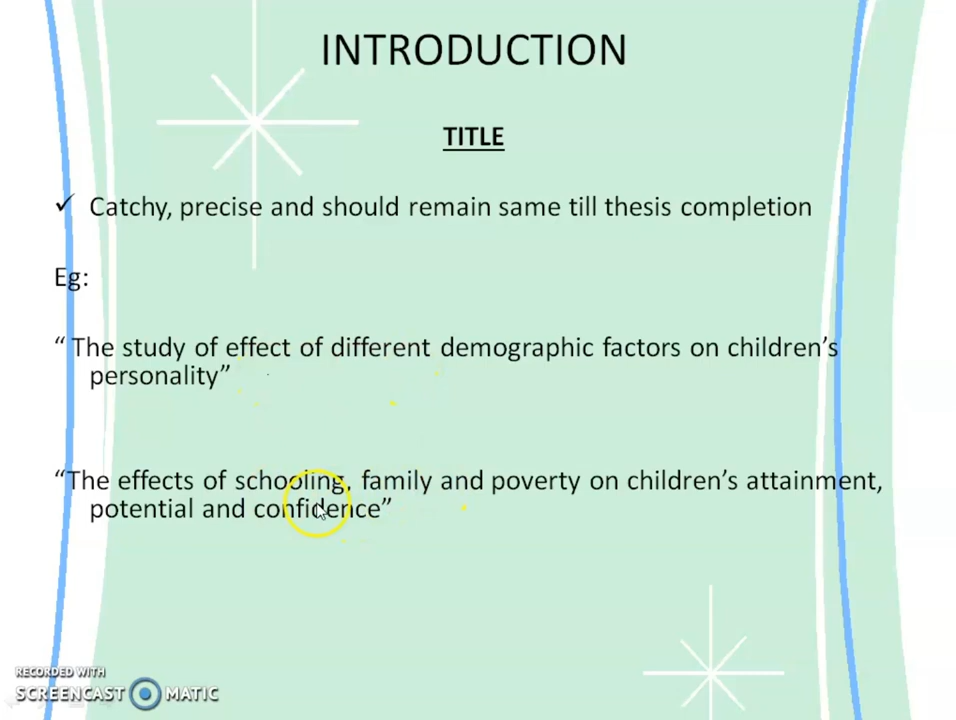 INTRODUCTION
TITLE
✓ Catchy, precise and should remain same till thesis completion
Eg:
“ The study of effect of different demographic factors on children’s
personality”
“The effects of schooling, family and poverty on children’s attainment,
potential and confidence”
RECORDED WITH
SCREENCAST MATIC